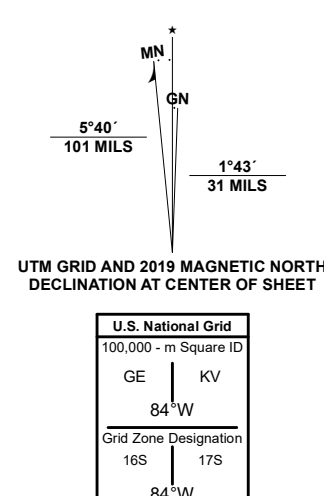 ★
MN
GN
5°40´
101 MILS
1°43´
31 MILS
UTM GRID AND 2019 MAGNETIC NORTH
DECLINATION AT CENTER OF SHEET
U.S. National Grid
100,000 - m Square ID
GE KV
84°W
Grid Zone Designation
16S 17S
84°W